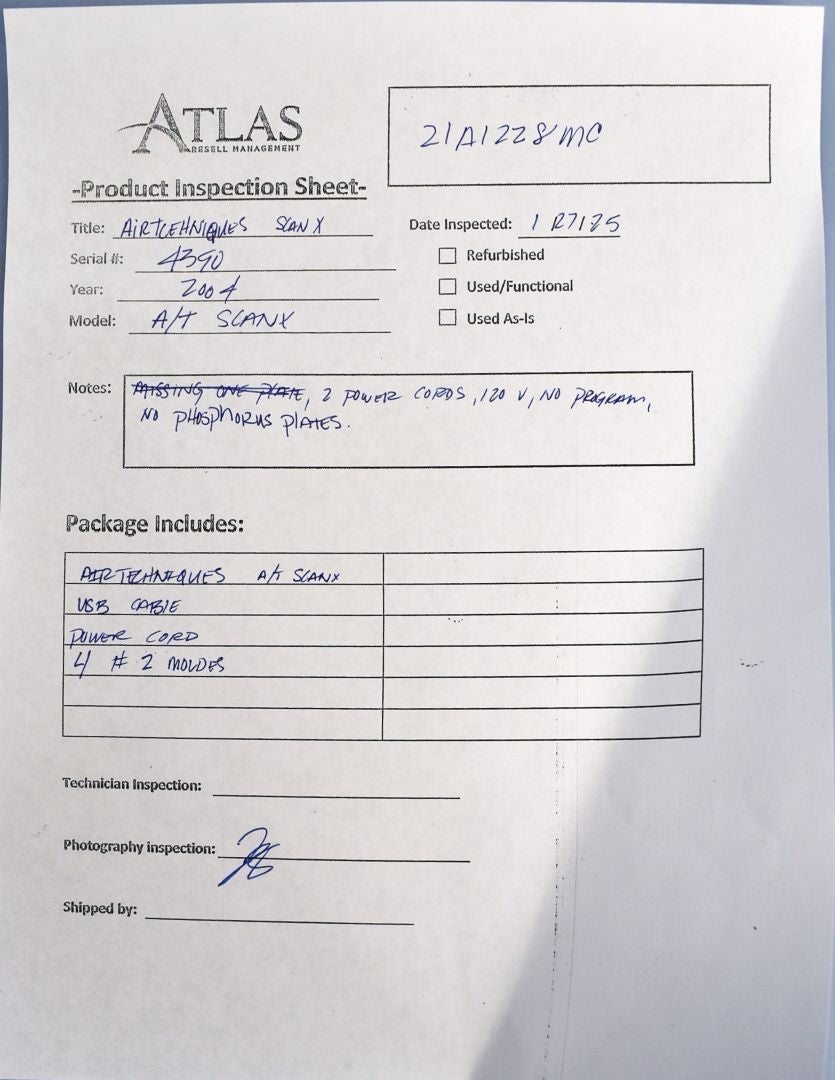 ATLAS
RESELL MANAGEMENT
21A1228MC
-Product Inspection Sheet-
Title: AIRTCEHNIQUES SCAN X
Date Inspected:
Serial #: 4390
Refurbished
Year: 2004
Used/Functional
Model: A/T SCANX
Used As-Is
Notes: MISSING ONE PLATE, 2 POWER CORDS, 120 V, NO PROGRAM,
NO PHOSPHORUS PLATES.
Package Includes:
AIRTEHNIQUES A/T SCANX
USB CABLE
POWER CORD
4 # 2 MOLDES
Technician Inspection:
Photography inspection:
Shipped by: